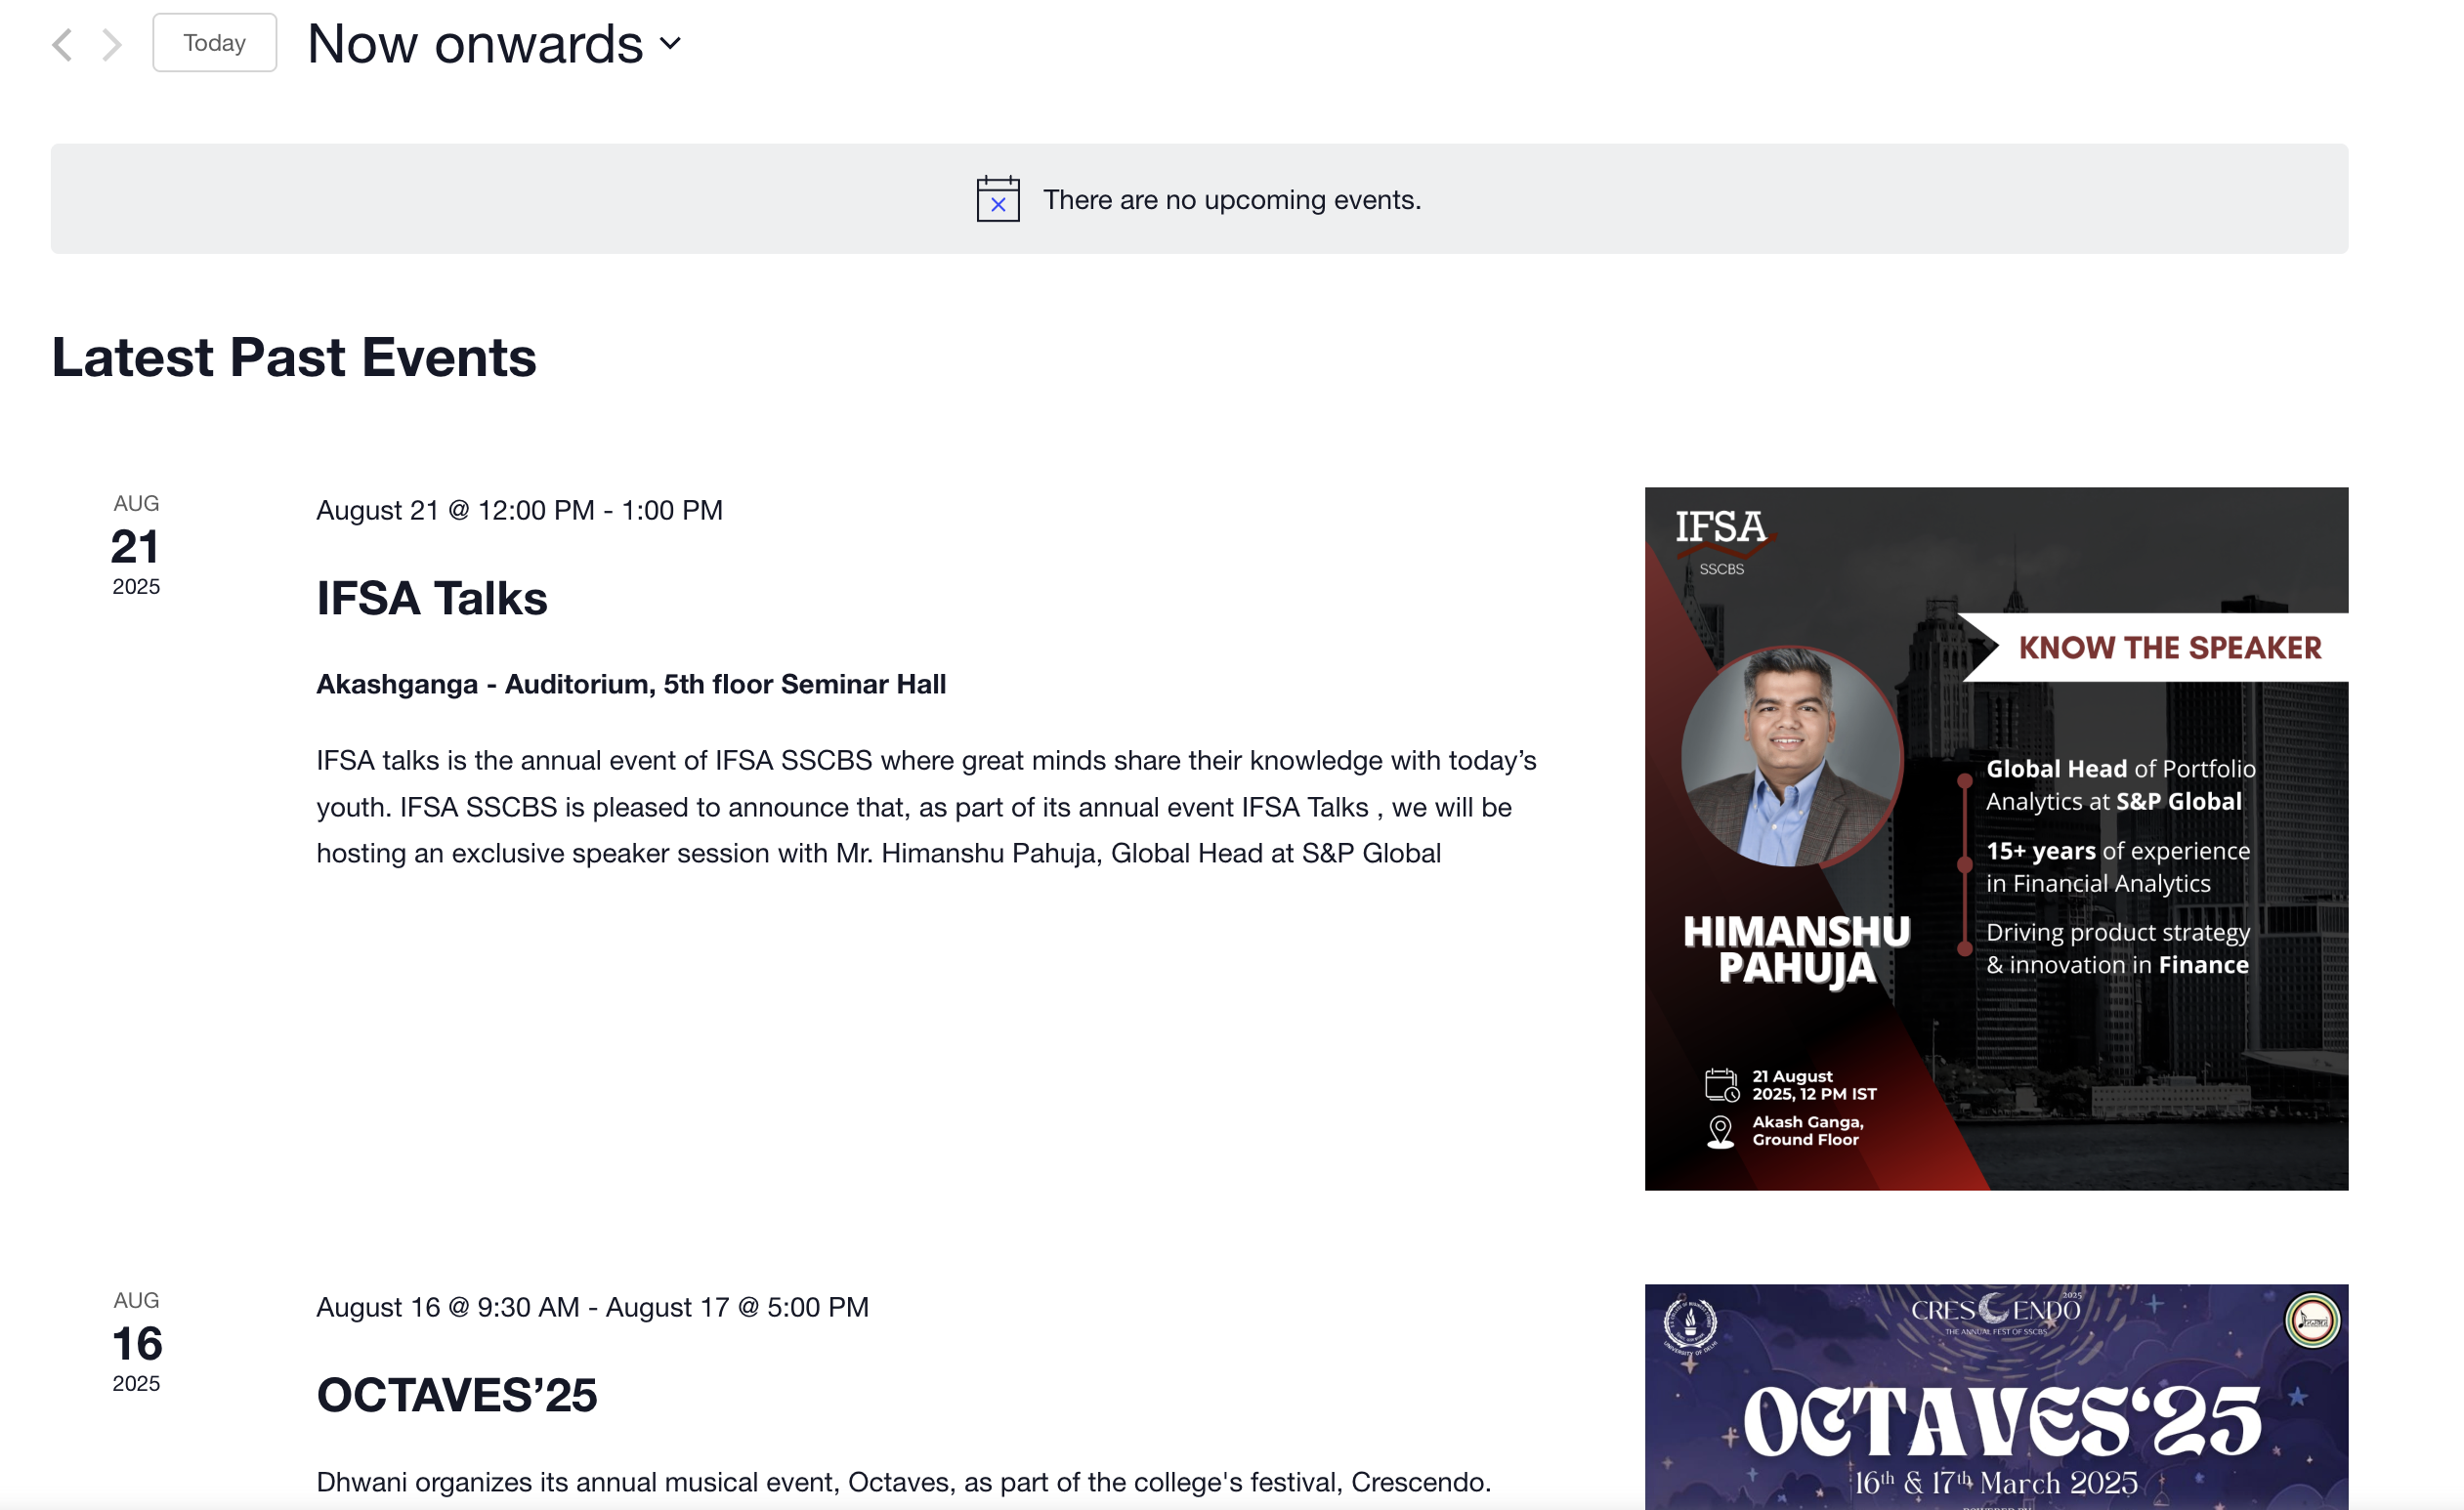 Today
Now onwards
There are no upcoming events.
Latest Past Events
AUG
21
2025
August 21 @ 12:00 PM - 1:00 PM
IFSA Talks
Akashganga - Auditorium, 5th floor Seminar Hall
IFSA talks is the annual event of IFSA SSCBS where great minds share their knowledge with today’s
youth. IFSA SSCBS is pleased to announce that, as part of its annual event IFSA Talks , we will be
hosting an exclusive speaker session with Mr. Himanshu Pahuja, Global Head at S&P Global
IFSA
SSCBS
KNOW THE SPEAKER
Global Head of Portfolio
Analytics at S&P Global
15+ years of experience
in Financial Analytics
Driving product strategy
& innovation in Finance
HIMANSHU
PAHUJA
21 August
2025, 12 PM IST
Akash Ganga,
Ground Floor
AUG
16
2025
August 16 @ 9:30 AM - August 17 @ 5:00 PM
OCTAVES’25
Dhwani organizes its annual musical event, Octaves, as part of the college's festival, Crescendo.
2025
CRESCENDO
THE ANNUAL FEST OF SSCBS
OCTAVES‘25
16th & 17th March 2025